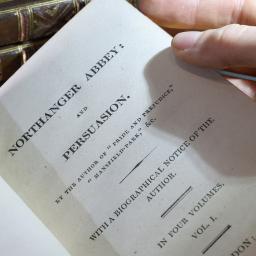 NORTHANGER ABBEY:
AND
PERSUASION.
BY THE AUTHOR OF "PRIDE AND PREJUDICE,"
"MANSFIELD-PARK," &c.
WITH A BIOGRAPHICAL NOTICE OF THE
AUTHOR.
IN FOUR VOLUMES.
VOL. I.